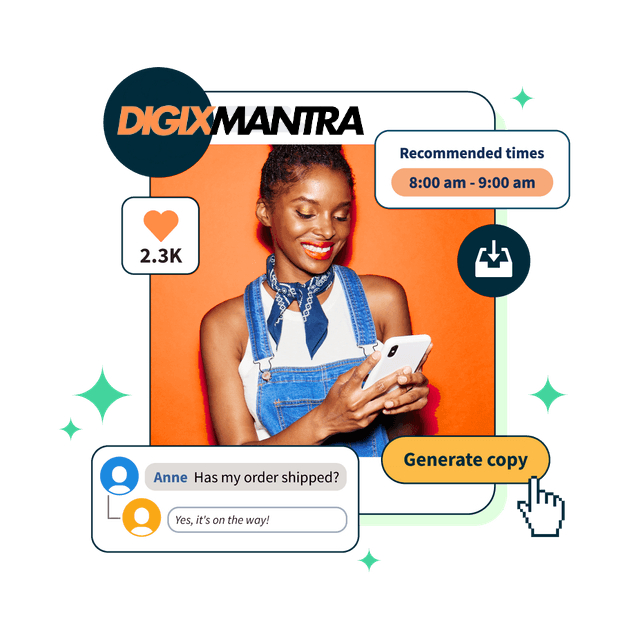 DIGIXMANTRA
Recommended times
8:00 am - 9:00 am
2.3K
Generate copy
Anne Has my order shipped?
Yes, it's on the way!